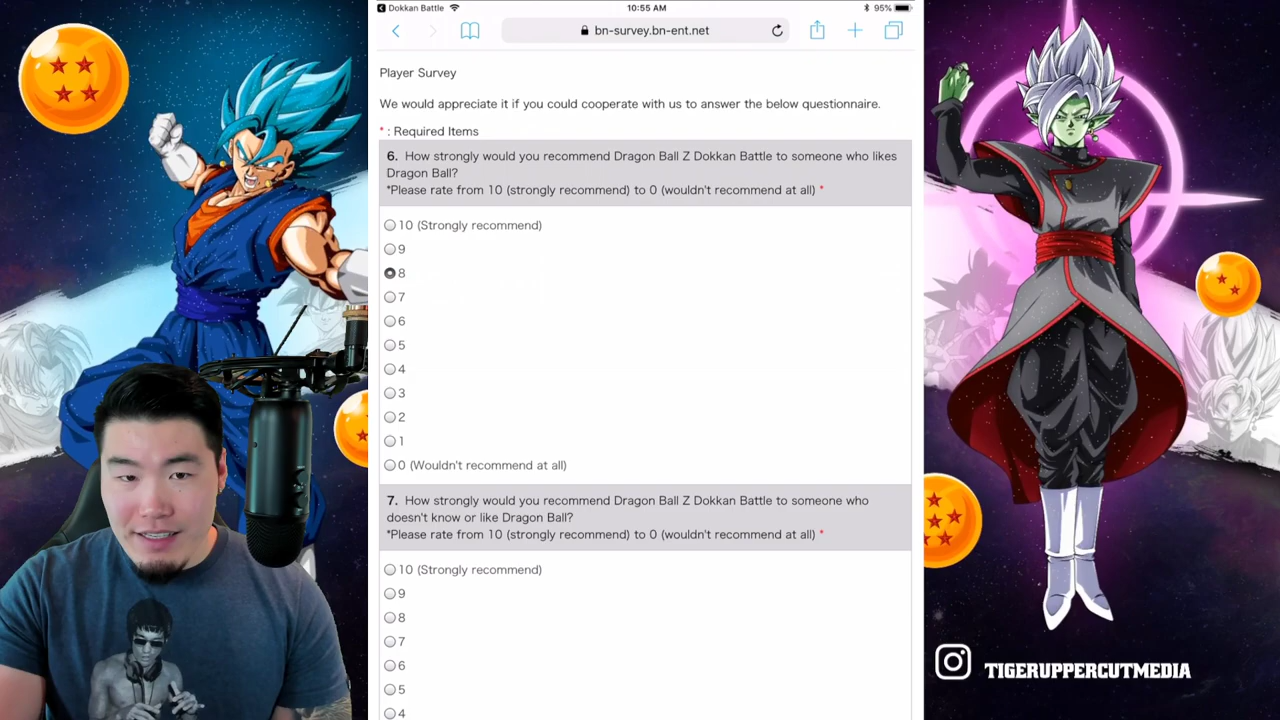 Dokkan Battle
10:55 AM
95%
bn-survey.bn-ent.net
Player Survey
We would appreciate it if you could cooperate with us to answer the below questionnaire.
* : Required Items
6. How strongly would you recommend Dragon Ball Z Dokkan Battle to someone who likes
Dragon Ball?
*Please rate from 10 (strongly recommend) to 0 (wouldn't recommend at all) *
10 (Strongly recommend)
9
8
7
6
5
4
3
2
1
0 (Wouldn't recommend at all)
7. How strongly would you recommend Dragon Ball Z Dokkan Battle to someone who
doesn't know or like Dragon Ball?
*Please rate from 10 (strongly recommend) to 0 (wouldn't recommend at all) *
10 (Strongly recommend)
9
8
7
6
5
4
TIGERUPPERCUTMEDIA